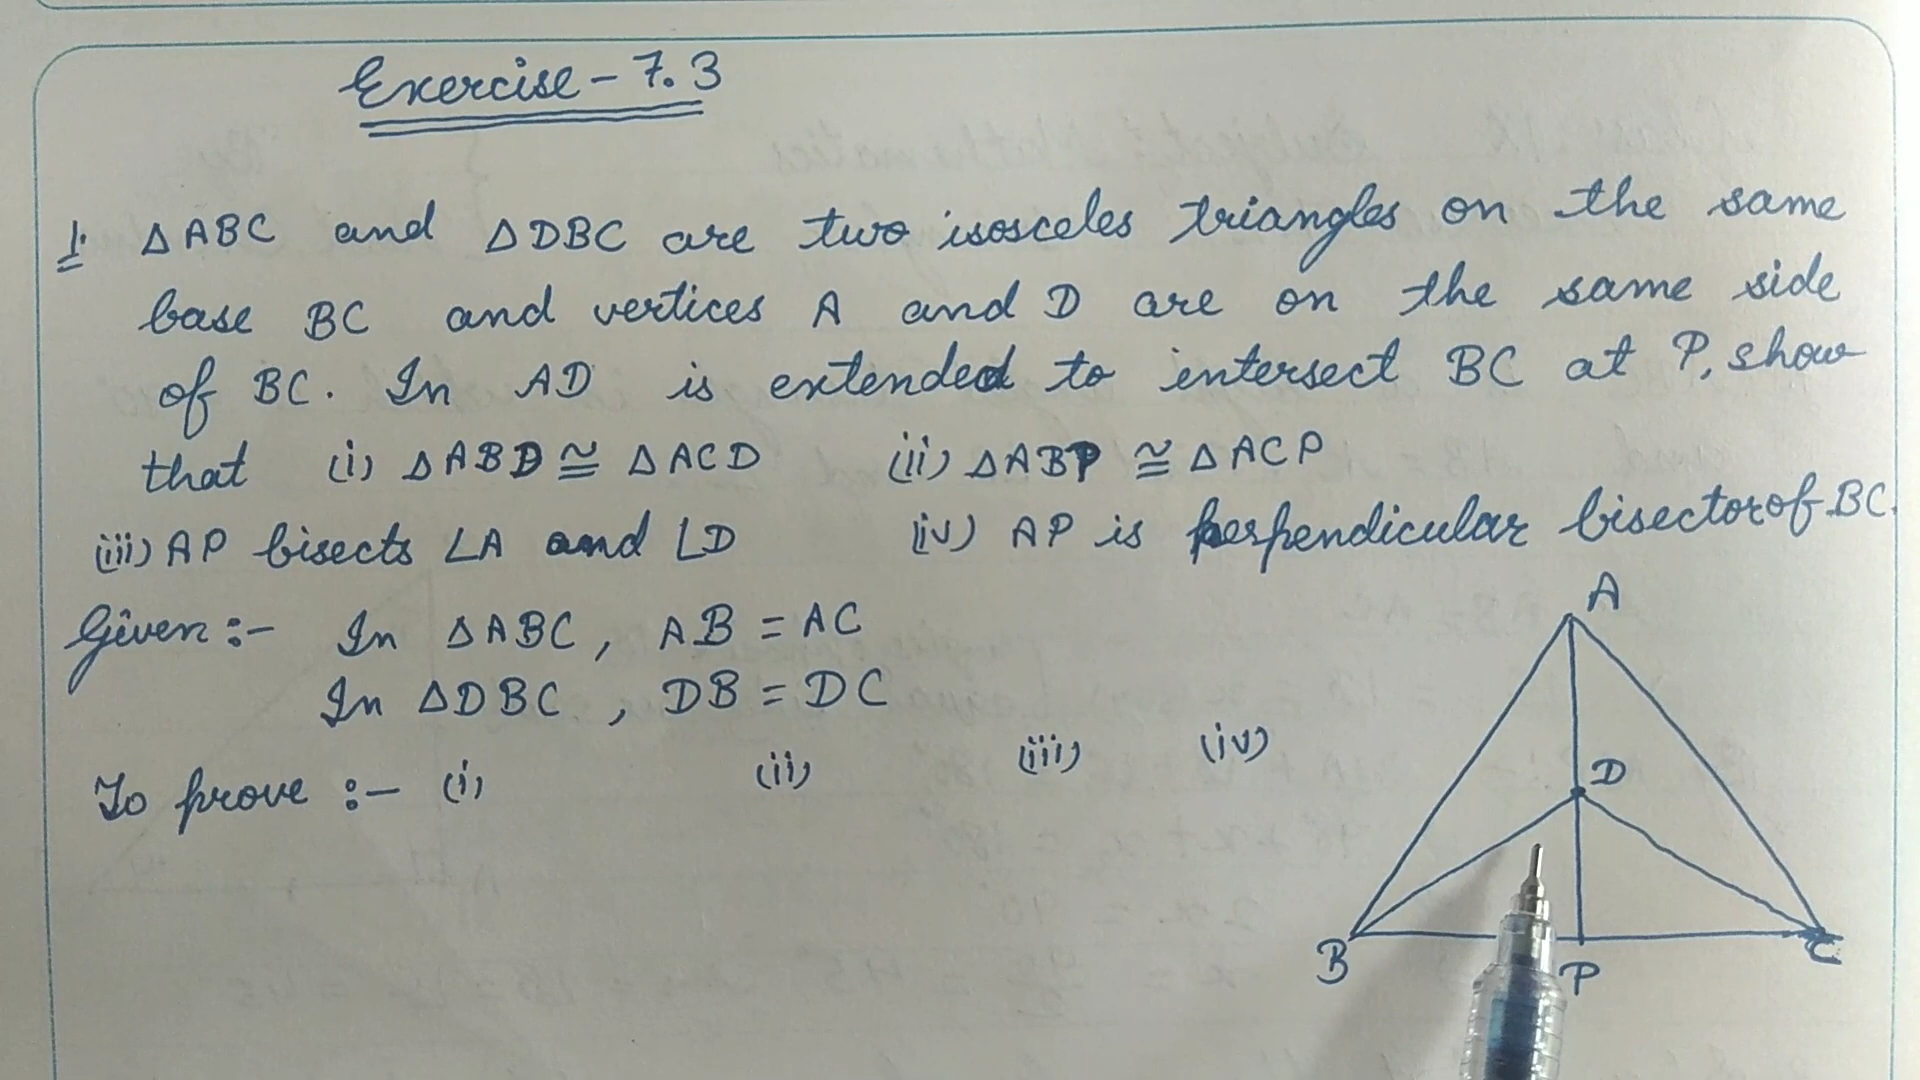 Exercise - 7.3
1. ΔABC and ΔDBC are two isosceles triangles on the same
base BC and vertices A and D are on the same side
of BC. In AD is extended to intersect BC at P, show
that (i) ΔABD ≅ ΔACD (ii) ΔABP ≅ ΔACP
(iii) AP bisects ∠A and ∠D (iv) AP is perpendicular bisector of BC.
Given :- In ΔABC, AB = AC
In ΔDBC, DB = DC
To prove :- (i) (ii) (iii) (iv)
A
D
B
P
C